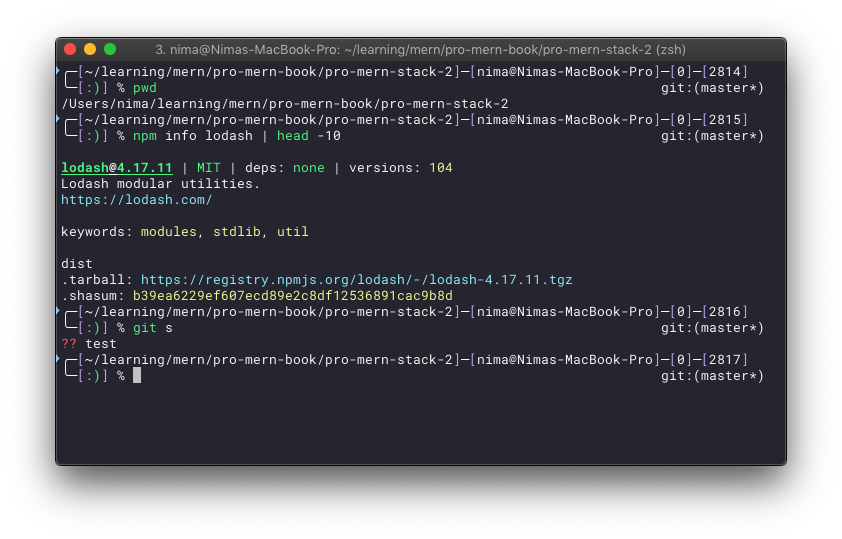 3. nima@Nimas-MacBook-Pro: ~/learning/mern/pro-mern-book/pro-mern-stack-2 (zsh)
╭─[~/learning/mern/pro-mern-book/pro-mern-stack-2]─[nima@Nimas-MacBook-Pro]─[0]─[2814]
╰─[:)] % pwd git:(master*)
/Users/nima/learning/mern/pro-mern-book/pro-mern-stack-2
╭─[~/learning/mern/pro-mern-book/pro-mern-stack-2]─[nima@Nimas-MacBook-Pro]─[0]─[2815]
╰─[:)] % npm info lodash | head -10 git:(master*)
lodash@4.17.11 | MIT | deps: none | versions: 104
Lodash modular utilities.
https://lodash.com/
keywords: modules, stdlib, util
dist
.tarball: https://registry.npmjs.org/lodash/-/lodash-4.17.11.tgz
.shasum: b39ea6229ef607ecd89e2c8df12536891cac9b8d
╭─[~/learning/mern/pro-mern-book/pro-mern-stack-2]─[nima@Nimas-MacBook-Pro]─[0]─[2816]
╰─[:)] % git s git:(master*)
?? test
╭─[~/learning/mern/pro-mern-book/pro-mern-stack-2]─[nima@Nimas-MacBook-Pro]─[0]─[2817]
╰─[:)] % git:(master*)